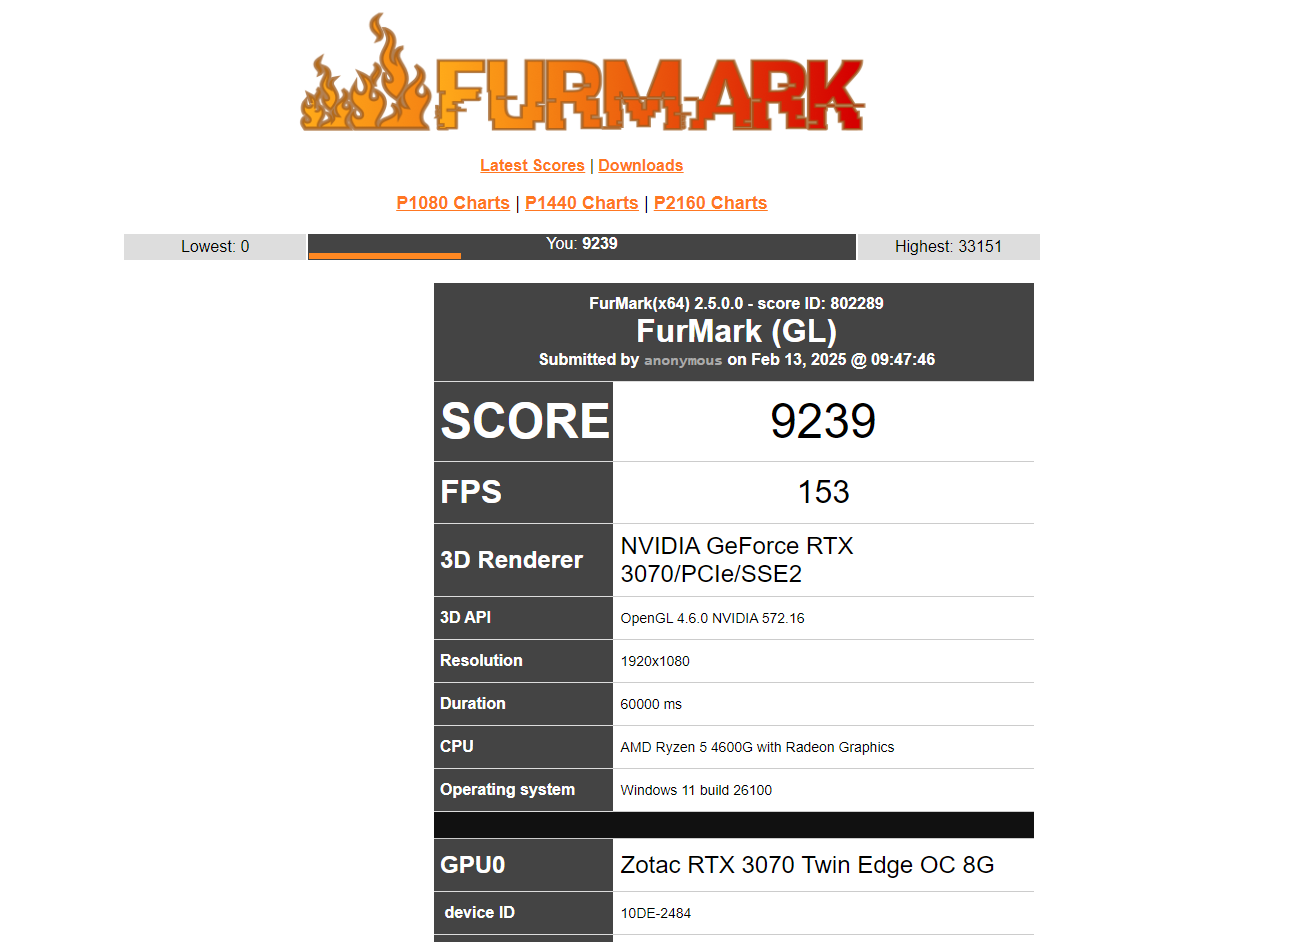 FURMARK
Latest Scores | Downloads
P1080 Charts | P1440 Charts | P2160 Charts
Lowest: 0
You: 9239
Highest: 33151
FurMark(x64) 2.5.0.0 - score ID: 802289
FurMark (GL)
Submitted by anonymous on Feb 13, 2025 @ 09:47:46
SCORE 9239
FPS 153
3D Renderer NVIDIA GeForce RTX
3070/PCIe/SSE2
3D API OpenGL 4.6.0 NVIDIA 572.16
Resolution 1920x1080
Duration 60000 ms
CPU AMD Ryzen 5 4600G with Radeon Graphics
Operating system Windows 11 build 26100
GPU0 Zotac RTX 3070 Twin Edge OC 8G
device ID 10DE-2484